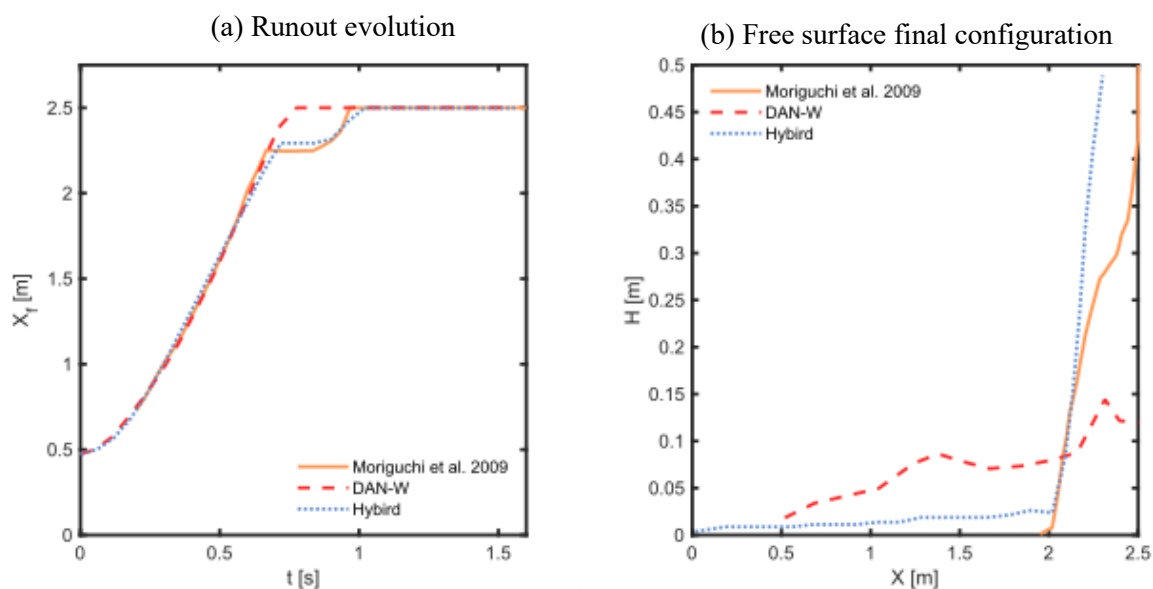 (a) Runout evolution
2.5
2
1.5
1
0.5
0
X_f [m]
0
0.5
1
1.5
t [s]
Moriguchi et al. 2009
DAN-W
Hybird
(b) Free surface final configuration
0.5
0.45
0.4
0.35
0.3
0.25
0.2
0.15
0.1
0.05
0
H [m]
0
0.5
1
1.5
2
2.5
X [m]
Moriguchi et al. 2009
DAN-W
Hybird